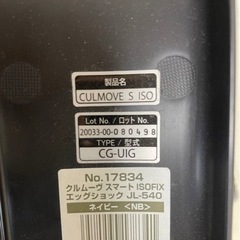 製品名
CULMOVE S ISO
Lot No. / ロット No.
20033-00-080498
TYPE / 型式
CG-UIG
No.17834
クルムーヴ スマート ISOFIX
エッグショック JL-540
ネイビー <NB>